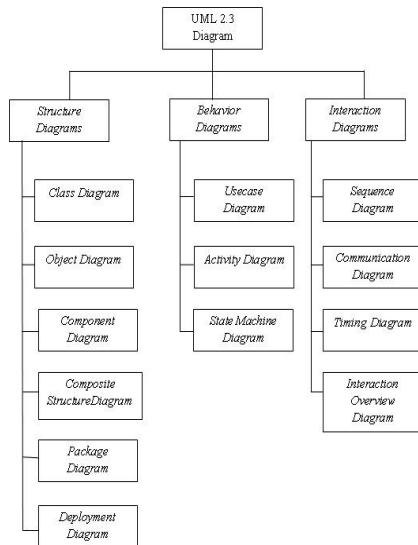 UML 2.3
Diagram
Structure
Diagrams
Behavior
Diagrams
Interaction
Diagrams
Class Diagram
Object Diagram
Component
Diagram
Composite
StructureDiagram
Package
Diagram
Deployment
Diagram
Usecase
Diagram
Activity Diagram
State Machine
Diagram
Sequence
Diagram
Communication
Diagram
Timing Diagram
Interaction
Overview
Diagram